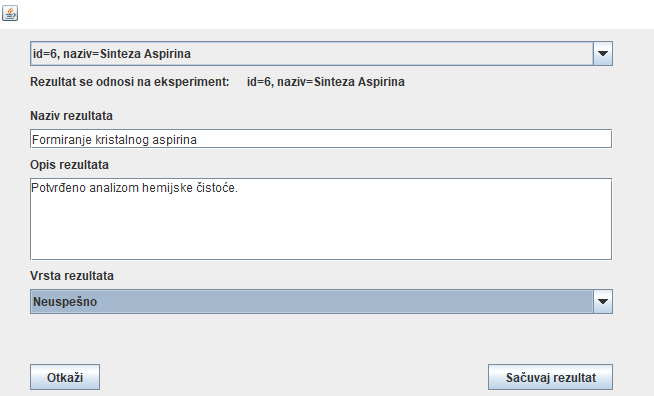 id=6, naziv=Sinteza Aspirina
Rezultat se odnosi na eksperiment: id=6, naziv=Sinteza Aspirina
Naziv rezultata
Formiranje kristalnog aspirina
Opis rezultata
Potvrđeno analizom hemijske čistoće.
Vrsta rezultata
Neuspešno
Otkaži Sačuvaj rezultat